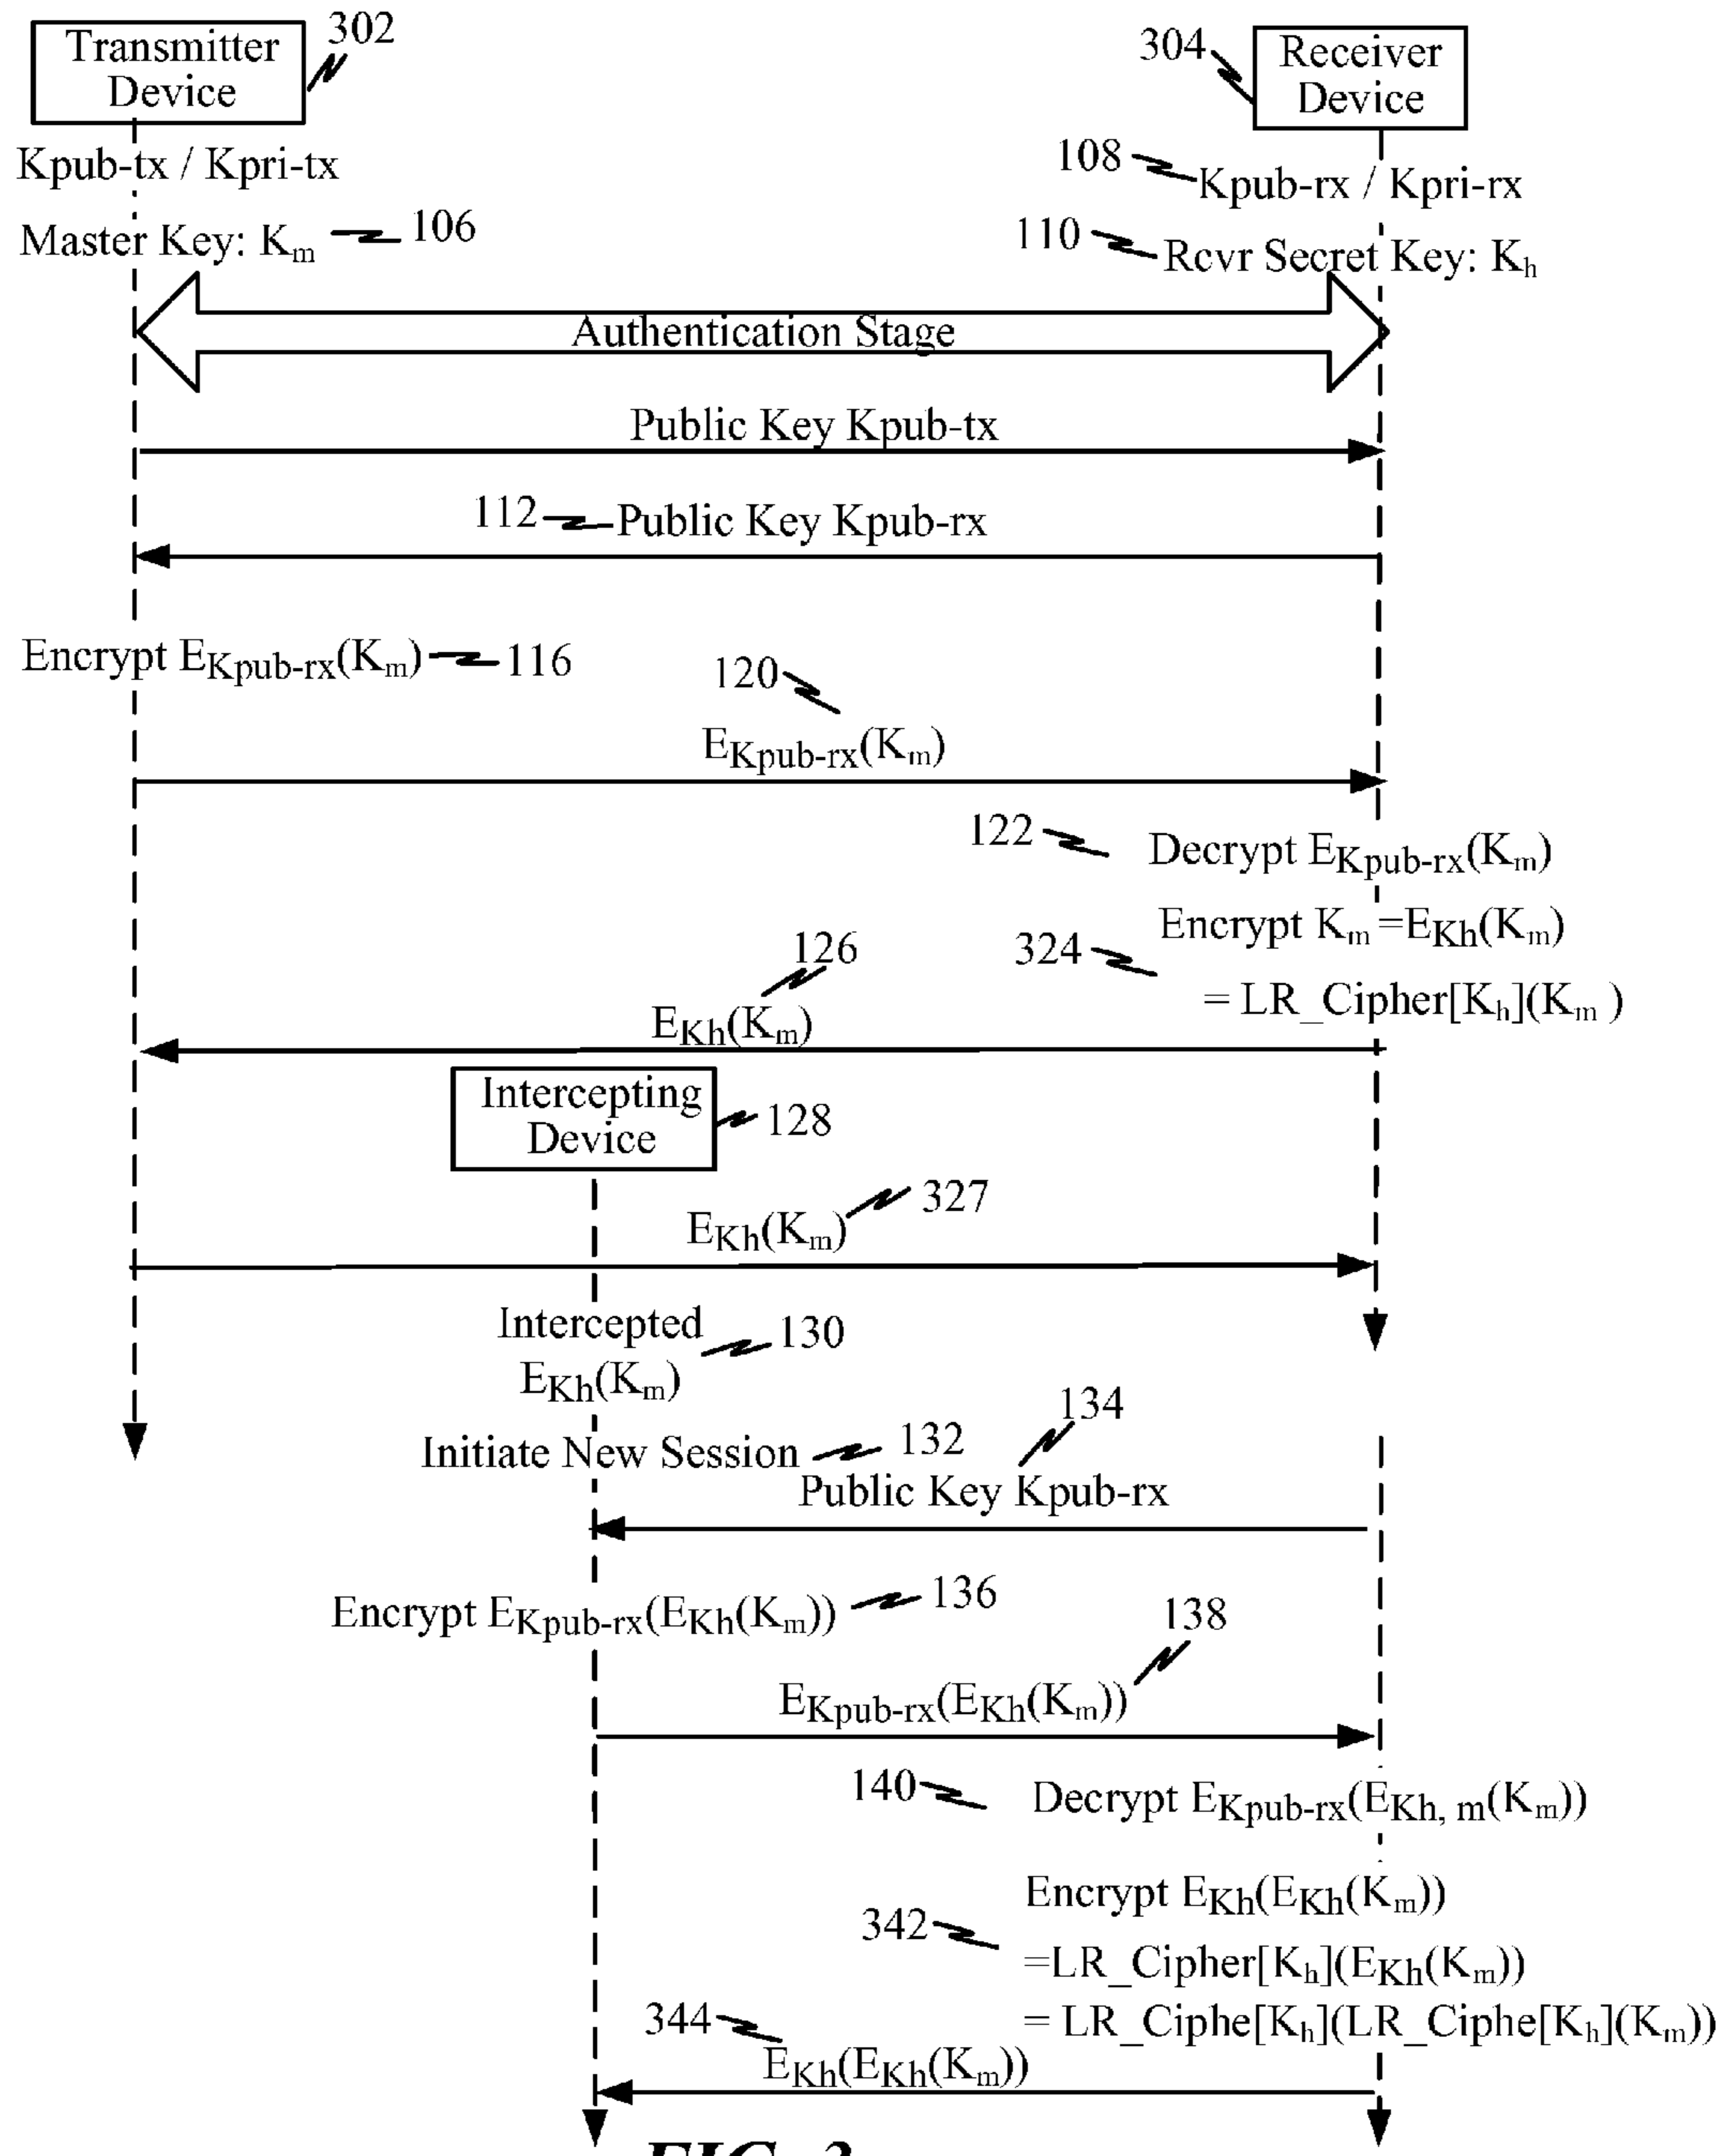 Transmitter
Device
302
304
Receiver
Device
Kpub-tx / Kpri-tx
108
Kpub-rx / Kpri-rx
Master Key: Km
106
110
Rcvr Secret Key: Kh
Authentication Stage
Public Key Kpub-tx
112
Public Key Kpub-rx
Encrypt EKpub-rx(Km)
116
120
EKpub-rx(Km)
122
Decrypt EKpub-rx(Km)
Encrypt Km =EKh(Km)
324
= LR_Cipher[Kh](Km )
126
EKh(Km)
Intercepting
Device
128
327
EKh(Km)
Intercepted
EKh(Km)
130
134
Initiate New Session
132
Public Key Kpub-rx
Encrypt EKpub-rx(EKh(Km))
136
138
EKpub-rx(EKh(Km))
140
Decrypt EKpub-rx(EKh, m(Km))
Encrypt EKh(EKh(Km))
342
=LR_Cipher[Kh](EKh(Km))
= LR_Ciphe[Kh](LR_Ciphe[Kh](Km))
344
EKh(EKh(Km))
FIG. 3